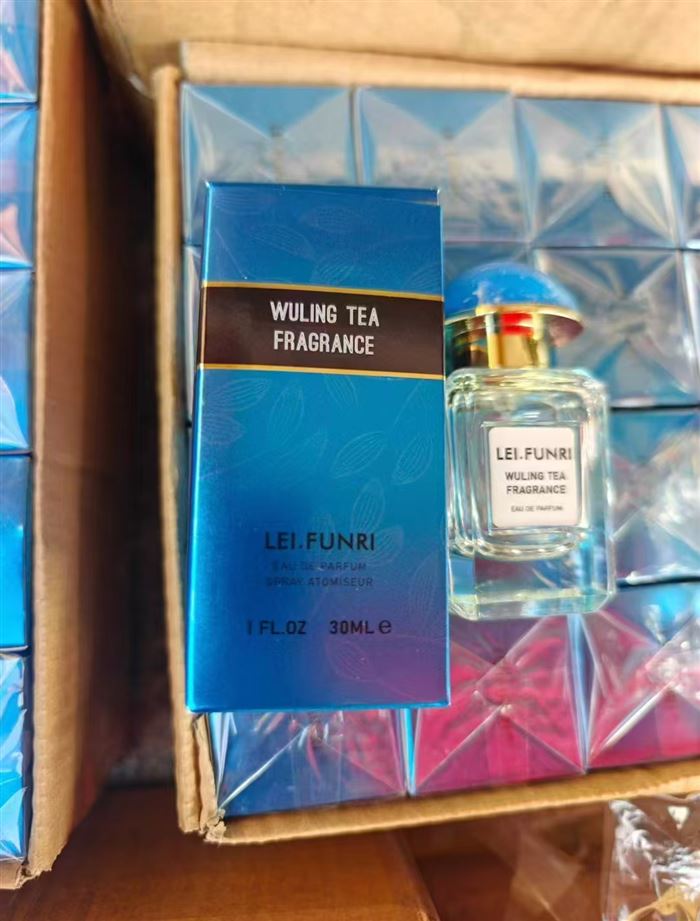 WULING TEA
FRAGRANCE
LEI.FUNRI
EAU DE PARFUM
SPRAY ATOMISEUR
1 FL.OZ 30ML e
LEI.FUNRI
WULING TEA
FRAGRANCE
EAU DE PARFUM